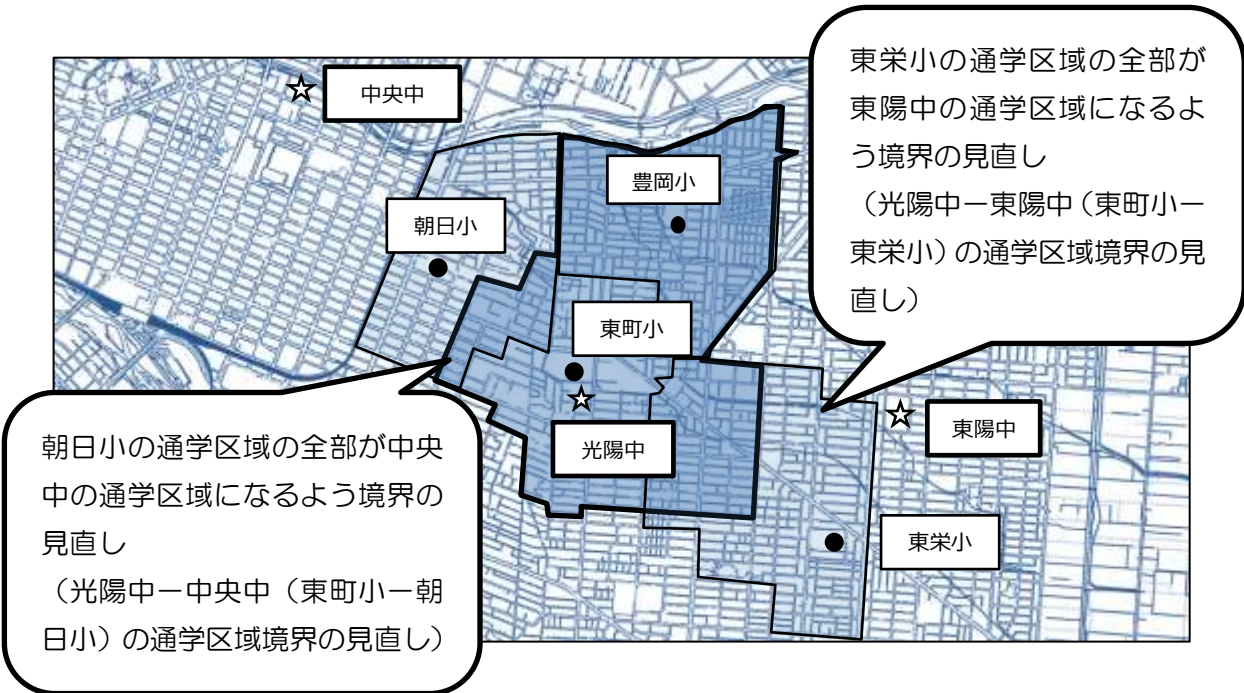 中央中
豊岡小
朝日小
東町小
光陽中
東陽中
東栄小
東栄小の通学区域の全部が
東陽中の通学区域になるよ
う境界の見直し
（光陽中ー東陽中（東町小ー
東栄小）の通学区域境界の見
直し）
朝日小の通学区域の全部が中央
中の通学区域になるよう境界の
見直し
（光陽中ー中央中（東町小ー朝
日小）の通学区域境界の見直し）